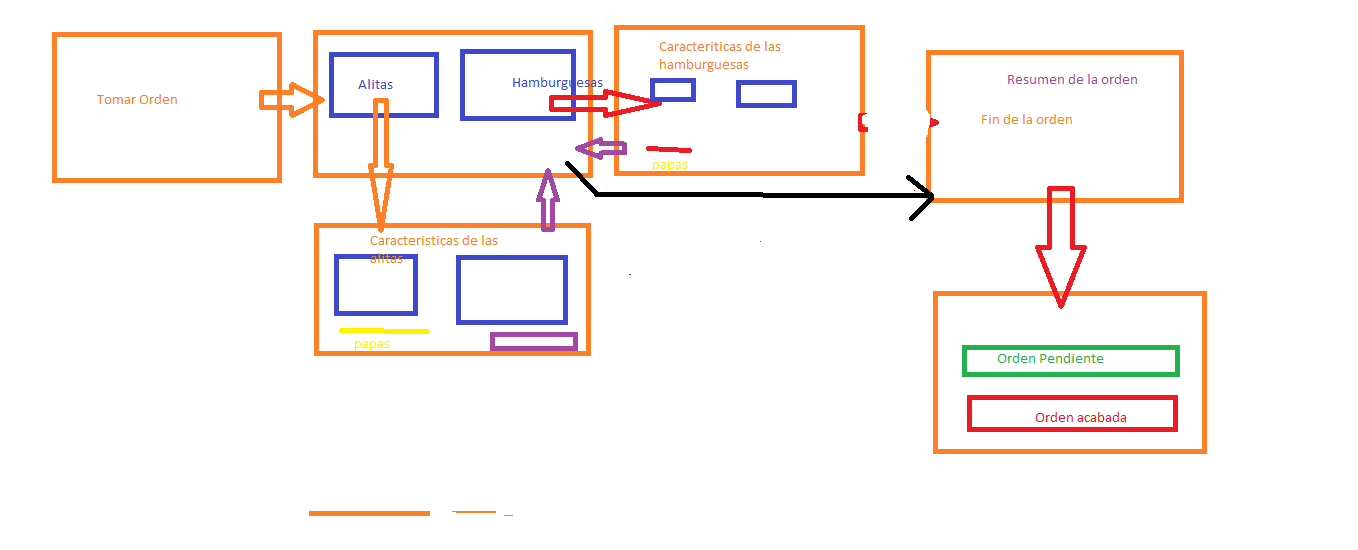 Tomar Orden
Alitas
Hamburguesas
Caracteriticas de las
hamburguesas
papas
Resumen de la orden
Fin de la orden
Caracteristicas de las
alitas
papas
Orden Pendiente
Orden acabada